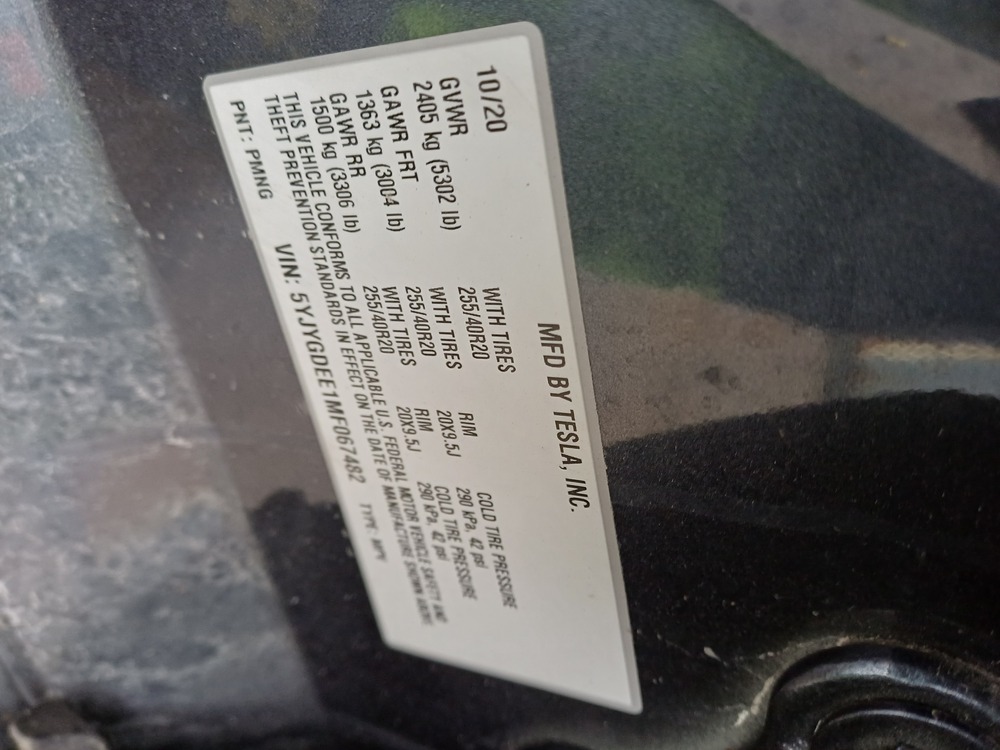 MFD BY TESLA, INC.
10/20
GVWR
2405 kg (5302 lb)
GAWR FRT
1363 kg (3004 lb)
WITH TIRES
255/40R20
RIM
20X9.5J
COLD TIRE PRESSURE
290 kPa, 42 psi
GAWR RR
1500 kg (3306 lb)
WITH TIRES
255/40R20
RIM
20X9.5J
COLD TIRE PRESSURE
290 kPa, 42 psi
WITH TIRES
255/40R20
THIS VEHICLE CONFORMS TO ALL APPLICABLE U.S. FEDERAL MOTOR VEHICLE SAFETY AND
THEFT PREVENTION STANDARDS IN EFFECT ON THE DATE OF MANUFACTURE SHOWN ABOVE
PNT: PMNG VIN: 5YJYGDEE1MF067482 TYPE: MPV